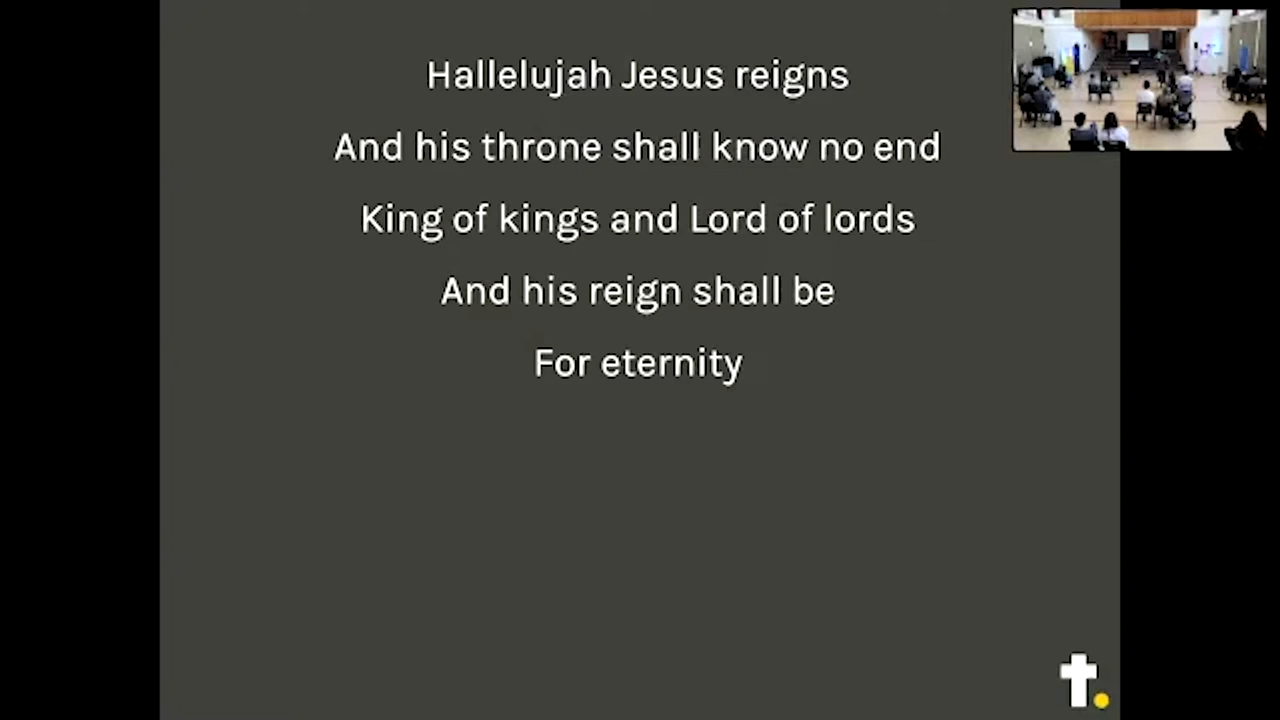 Hallelujah Jesus reigns
And his throne shall know no end
King of kings and Lord of lords
And his reign shall be
For eternity